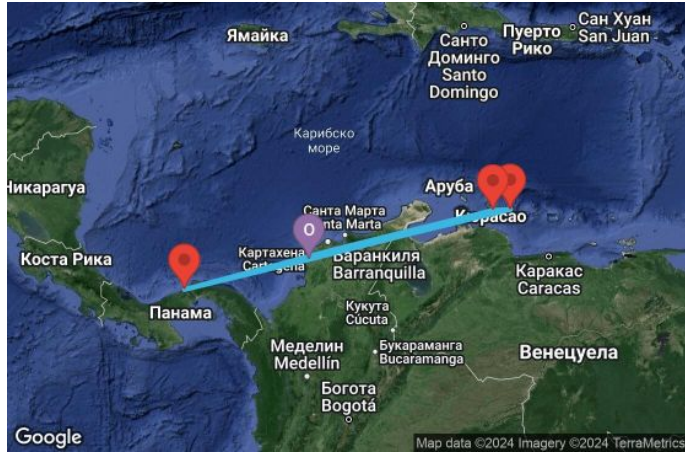 Ямайка
Сан Хуан
San Juan
Пуерто
Рико
Санто
Доминго
Santo
Domingo
Карибско
море
Никарагуа
Аруба
Кюрасао
Санта Марта
Santa Marta
O
Картахена
Cartagena
Баранкиля
Barranquilla
Коста Рика
Каракас
Caracas
Панама
Кукута
Cúcuta
Меделин
Medellín
Букараманга
Bucaramanga
Венецуела
Богота
Bogotá
Google
Map data ©2024 Imagery ©2024 TerraMetrics